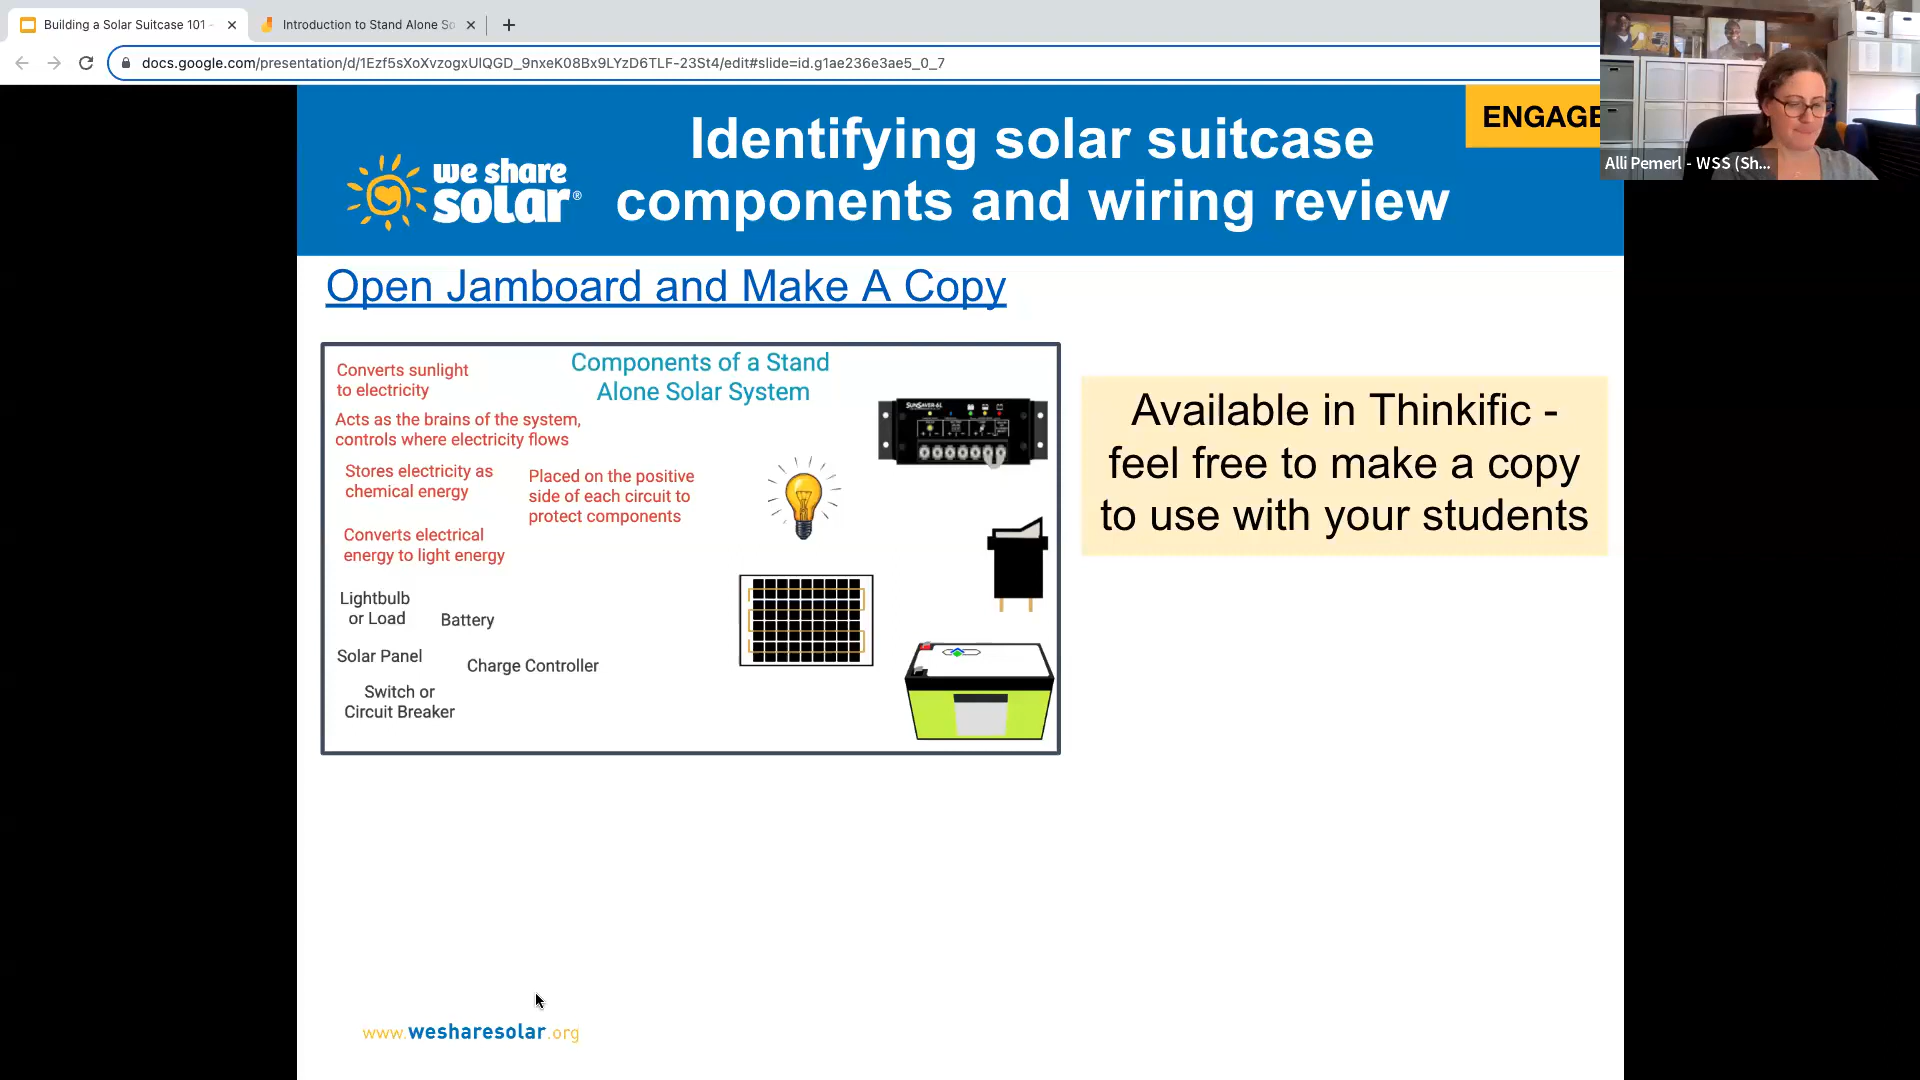 Building a Solar Suitcase 101 -
Introduction to Stand Alone So
docs.google.com/presentation/d/1Ezf5sXoXvzogxUIQGD_9nxeK08Bx9LYzD6TLF-23St4/edit#slide=id.g1ae236e3ae5_0_7
ENGAGE
Alli Pemerl - WSS (Sh...
we share
solar®
Identifying solar suitcase
components and wiring review
Open Jamboard and Make A Copy
Components of a Stand
Alone Solar System
Converts sunlight
to electricity
Acts as the brains of the system,
controls where electricity flows
Stores electricity as
chemical energy
Placed on the positive
side of each circuit to
protect components
Converts electrical
energy to light energy
Lightbulb
or Load
Battery
Solar Panel
Charge Controller
Switch or
Circuit Breaker
SunSaver-6L
Available in Thinkific -
feel free to make a copy
to use with your students
www.wesharesolar.org